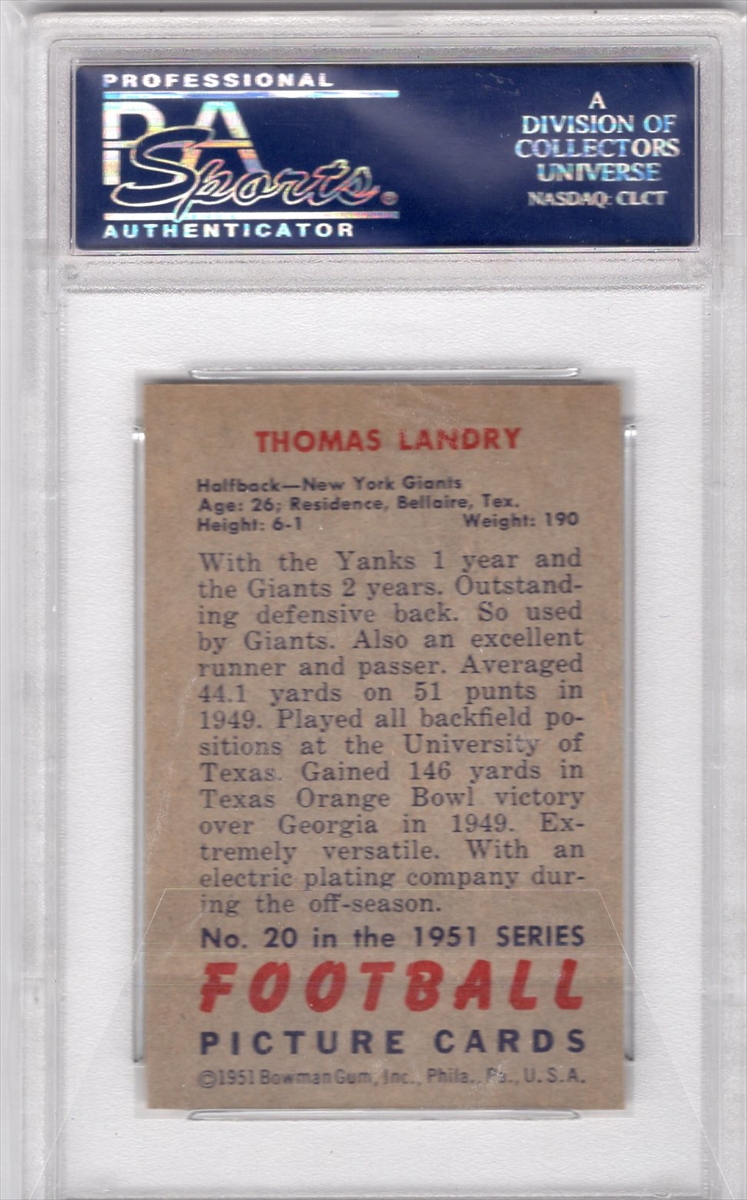 PROFESSIONAL
PSA
Sports®
AUTHENTICATOR
A
DIVISION OF
COLLECTORS
UNIVERSE
NASDAQ: CLCT
THOMAS LANDRY
Halfback—New York Giants
Age: 26; Residence, Bellaire, Tex.
Height: 6-1 Weight: 190
With the Yanks 1 year and
the Giants 2 years. Outstand-
ing defensive back. So used
by Giants. Also an excellent
runner and passer. Averaged
44.1 yards on 51 punts in
1949. Played all backfield po-
sitions at the University of
Texas. Gained 146 yards in
Texas Orange Bowl victory
over Georgia in 1949. Ex-
tremely versatile. With an
electric plating company dur-
ing the off-season.
No. 20 in the 1951 SERIES
FOOTBALL
PICTURE CARDS
©1951 Bowman Gum, Inc., Phila., Pa., U.S.A.